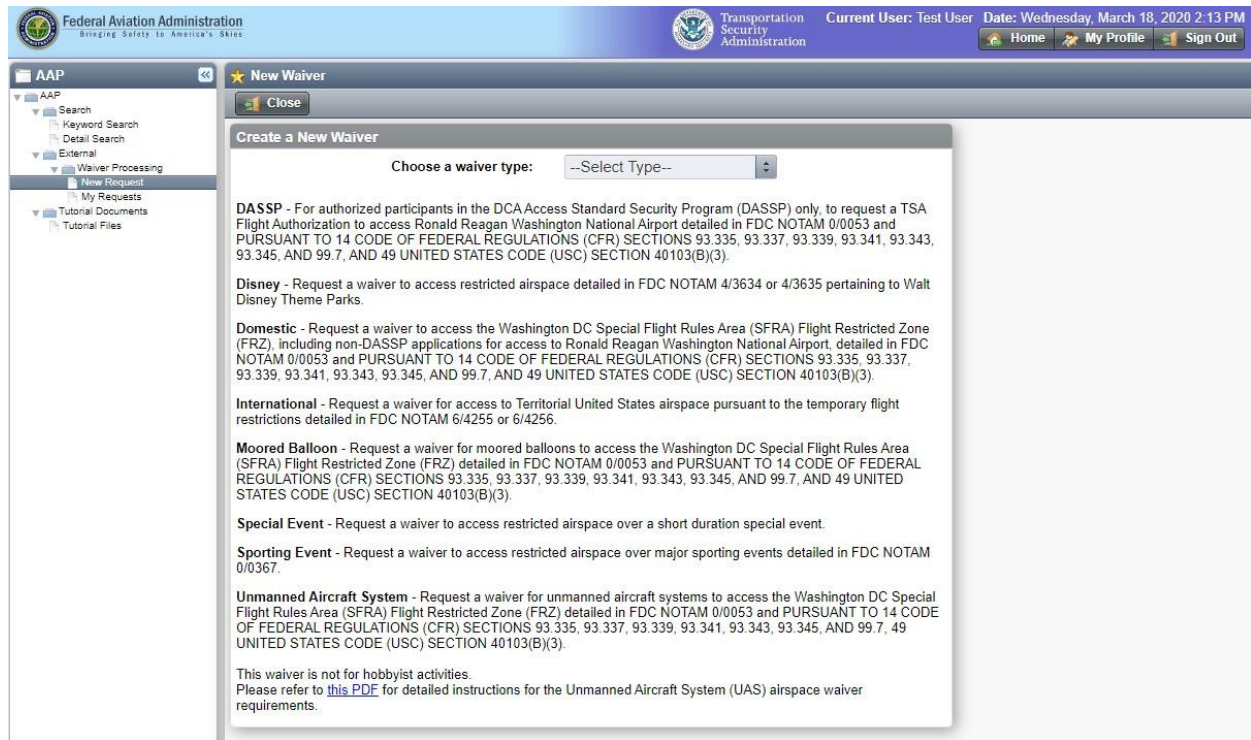 Federal Aviation Administration
Bringing Safety to America's Skies
Transportation
Security
Administration
Current User: Test User Date: Wednesday, March 18, 2020 2:13 PM
Home My Profile Sign Out
AAP
New Waiver
AAP
Search
Keyword Search
Detail Search
External
Waiver Processing
New Request
My Requests
Tutorial Documents
Tutorial Files
Close
Create a New Waiver
Choose a waiver type: --Select Type--
DASSP - For authorized participants in the DCA Access Standard Security Program (DASSP) only, to request a TSA
Flight Authorization to access Ronald Reagan Washington National Airport detailed in FDC NOTAM 0/0053 and
PURSUANT TO 14 CODE OF FEDERAL REGULATIONS (CFR) SECTIONS 93.335, 93.337, 93.339, 93.341, 93.343,
93.345, AND 99.7, AND 49 UNITED STATES CODE (USC) SECTION 40103(B)(3).
Disney - Request a waiver to access restricted airspace detailed in FDC NOTAM 4/3634 or 4/3635 pertaining to Walt
Disney Theme Parks.
Domestic - Request a waiver to access the Washington DC Special Flight Rules Area (SFRA) Flight Restricted Zone
(FRZ), including non-DASSP applications for access to Ronald Reagan Washington National Airport, detailed in FDC
NOTAM 0/0053 and PURSUANT TO 14 CODE OF FEDERAL REGULATIONS (CFR) SECTIONS 93.335, 93.337,
93.339, 93.341, 93.343, 93.345, AND 99.7, AND 49 UNITED STATES CODE (USC) SECTION 40103(B)(3).
International - Request a waiver for access to Territorial United States airspace pursuant to the temporary flight
restrictions detailed in FDC NOTAM 6/4255 or 6/4256.
Moored Balloon - Request a waiver for moored balloons to access the Washington DC Special Flight Rules Area
(SFRA) Flight Restricted Zone (FRZ) detailed in FDC NOTAM 0/0053 and PURSUANT TO 14 CODE OF FEDERAL
REGULATIONS (CFR) SECTIONS 93.335, 93.337, 93.339, 93.341, 93.343, 93.345, AND 99.7, AND 49 UNITED
STATES CODE (USC) SECTION 40103(B)(3).
Special Event - Request a waiver to access restricted airspace over a short duration special event.
Sporting Event - Request a waiver to access restricted airspace over major sporting events detailed in FDC NOTAM
0/0367.
Unmanned Aircraft System - Request a waiver for unmanned aircraft systems to access the Washington DC Special
Flight Rules Area (SFRA) Flight Restricted Zone (FRZ) detailed in FDC NOTAM 0/0053 and PURSUANT TO 14 CODE
OF FEDERAL REGULATIONS (CFR) SECTIONS 93.335, 93.337, 93.339, 93.341, 93.343, 93.345, AND 99.7, 49
UNITED STATES CODE (USC) SECTION 40103(B)(3).
This waiver is not for hobbyist activities.
Please refer to this PDF for detailed instructions for the Unmanned Aircraft System (UAS) airspace waiver
requirements.